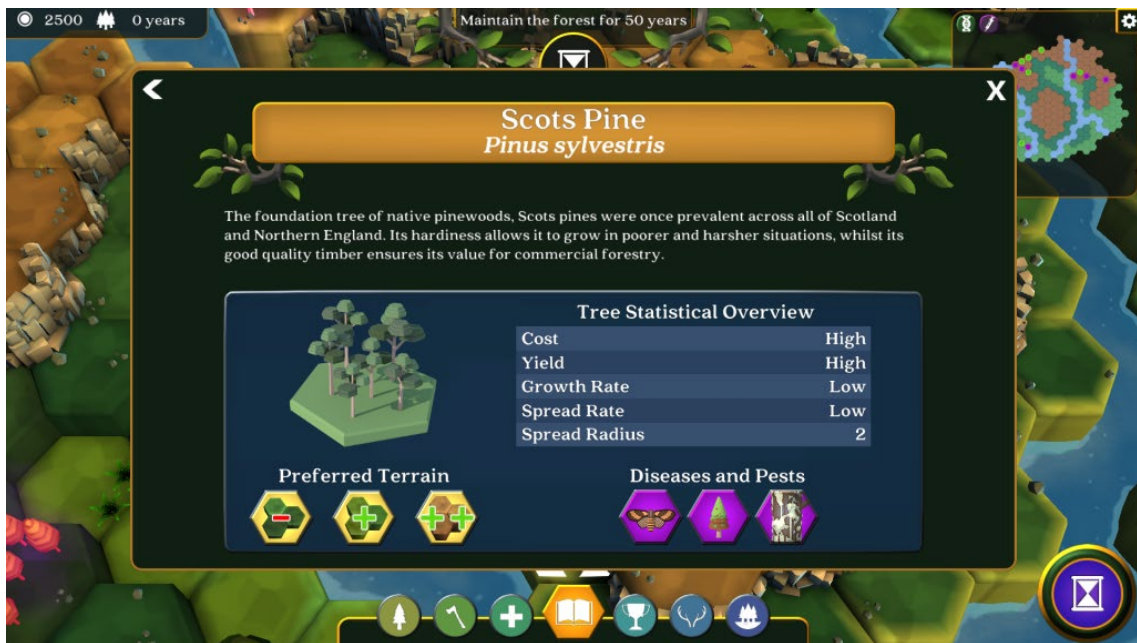 2500 0 years
Maintain the forest for 50 years
X
Scots Pine
Pinus sylvestris
The foundation tree of native pinewoods, Scots pines were once prevalent across all of Scotland
and Northern England. Its hardiness allows it to grow in poorer and harsher situations, whilst its
good quality timber ensures its value for commercial forestry.
Tree Statistical Overview
Cost High
Yield High
Growth Rate Low
Spread Rate Low
Spread Radius 2
Preferred Terrain
Diseases and Pests